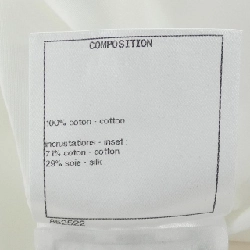 COMPOSITION
100% coton - cotton
incrustations - inset :
71% coton - cotton
29% soie - silk